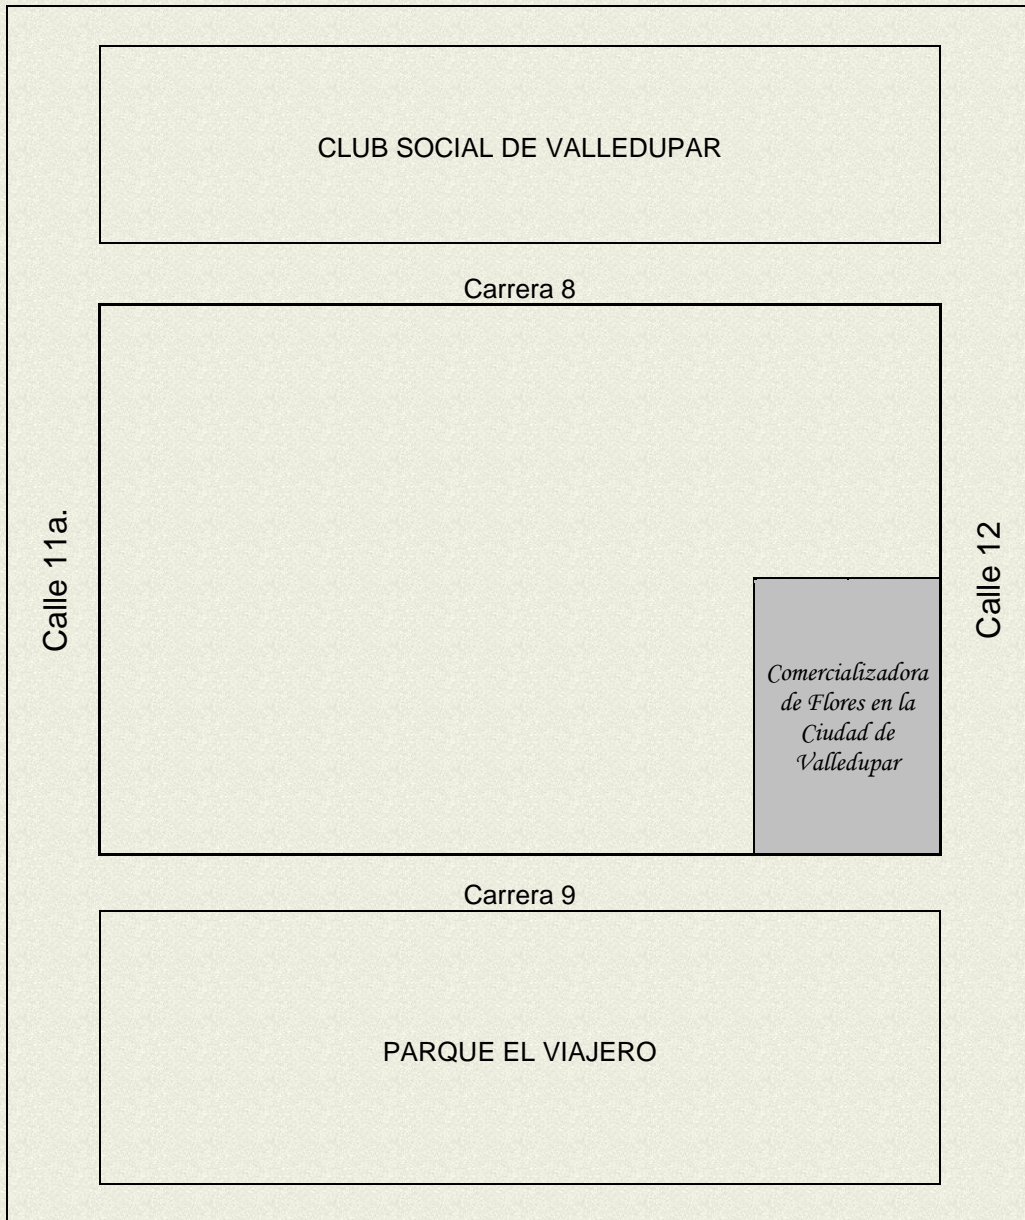 CLUB SOCIAL DE VALLEDUPAR
Carrera 8
Calle 11a.
Calle 12
Comercializadora
de Flores en la
Ciudad de
Valledupar
Carrera 9
PARQUE EL VIAJERO